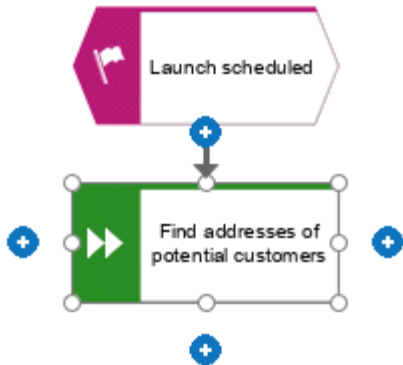 Launch scheduled
Find addresses of
potential customers